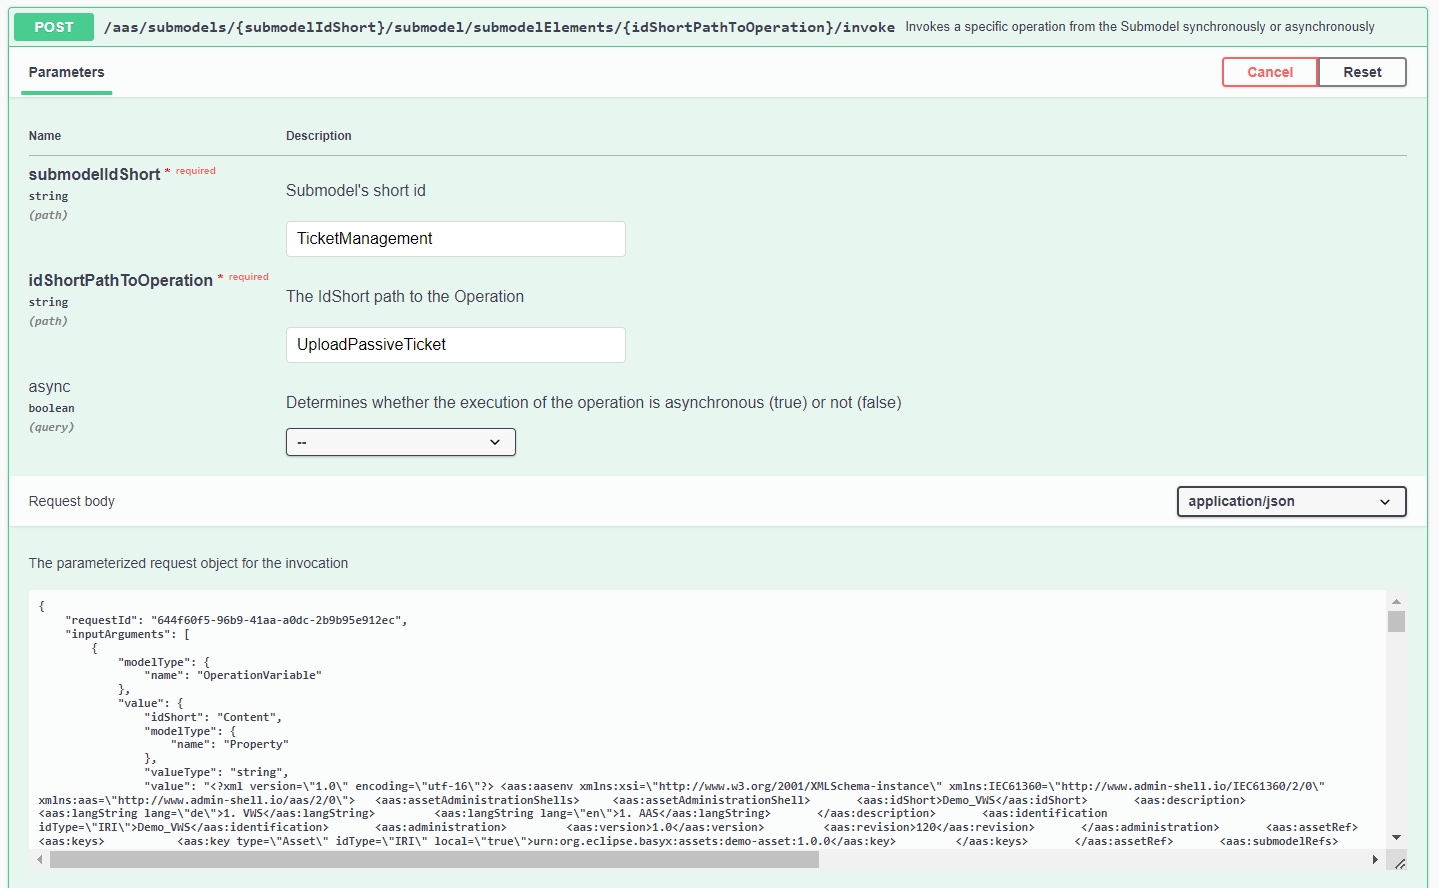 POST /aas/submodels/{submodelIdShort}/submodel/submodelElements/{idShortPathToOperation}/invoke Invokes a specific operation from the Submodel synchronously or asynchronously
Parameters Cancel Reset
Name Description
submodelIdShort * required
string
(path)
Submodel's short id
TicketManagement
idShortPathToOperation * required
string
(path)
The IdShort path to the Operation
UploadPassiveTicket
async
boolean
(query)
Determines whether the execution of the operation is asynchronous (true) or not (false)
--
Request body application/json
The parameterized request object for the invocation
{
"requestId": "644f60f5-96b9-41aa-a0dc-2b9b95e912ec",
"inputArguments": [
{
"modelType": {
"name": "OperationVariable"
},
"value": {
"idShort": "Content",
"modelType": {
"name": "Property"
},
"valueType": "string",
"value": "<?xml version=\"1.0\" encoding=\"utf-16\"?> <aas:aasenv xmlns:xsi=\"http://www.w3.org/2001/XMLSchema-instance\" xmlns:IEC61360=\"http://www.admin-shell.io/IEC61360/2/0\"
xmlns:aas=\"http://www.admin-shell.io/aas/2/0\"> <aas:assetAdministrationShells> <aas:assetAdministrationShell> <aas:idShort>Demo_VWS</aas:idShort> <aas:description>
<aas:langString lang=\"de\">1. VWS</aas:langString> <aas:langString lang=\"en\">1. AAS</aas:langString> </aas:description> <aas:identification
idType=\"IRI\">Demo_VWS</aas:identification> <aas:administration> <aas:version>1.0</aas:version> <aas:revision>120</aas:revision> </aas:administration> <aas:assetRef>
<aas:keys> <aas:key type=\"Asset\" idType=\"IRI\" local=\"true\">urn:org.eclipse.basyx:assets:demo-asset:1.0.0</aas:key> </aas:keys> </aas:assetRef> <aas:submodelRefs>